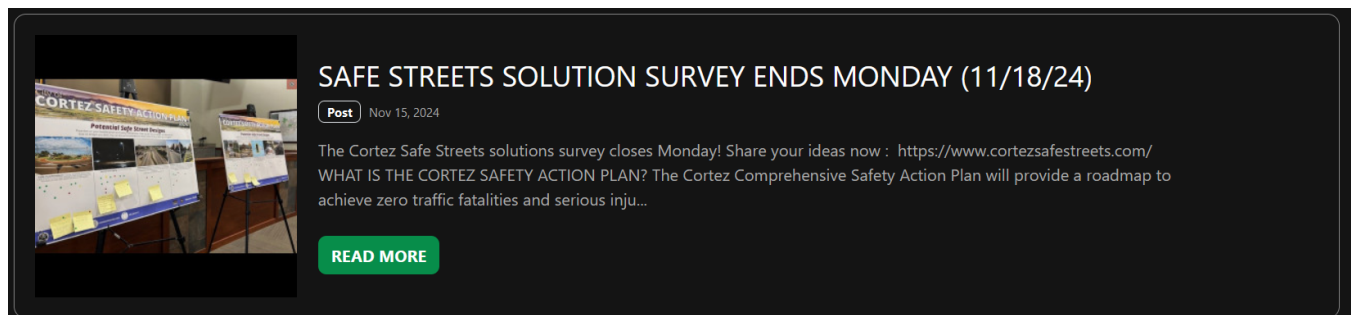 SAFE STREETS SOLUTION SURVEY ENDS MONDAY (11/18/24)
Post Nov 15, 2024
The Cortez Safe Streets solutions survey closes Monday! Share your ideas now : https://www.cortezsafestreets.com/
WHAT IS THE CORTEZ SAFETY ACTION PLAN? The Cortez Comprehensive Safety Action Plan will provide a roadmap to
achieve zero traffic fatalities and serious inju...
READ MORE
CORTEZ SAFETY ACTION PLAN
Potential Safe Street Designs